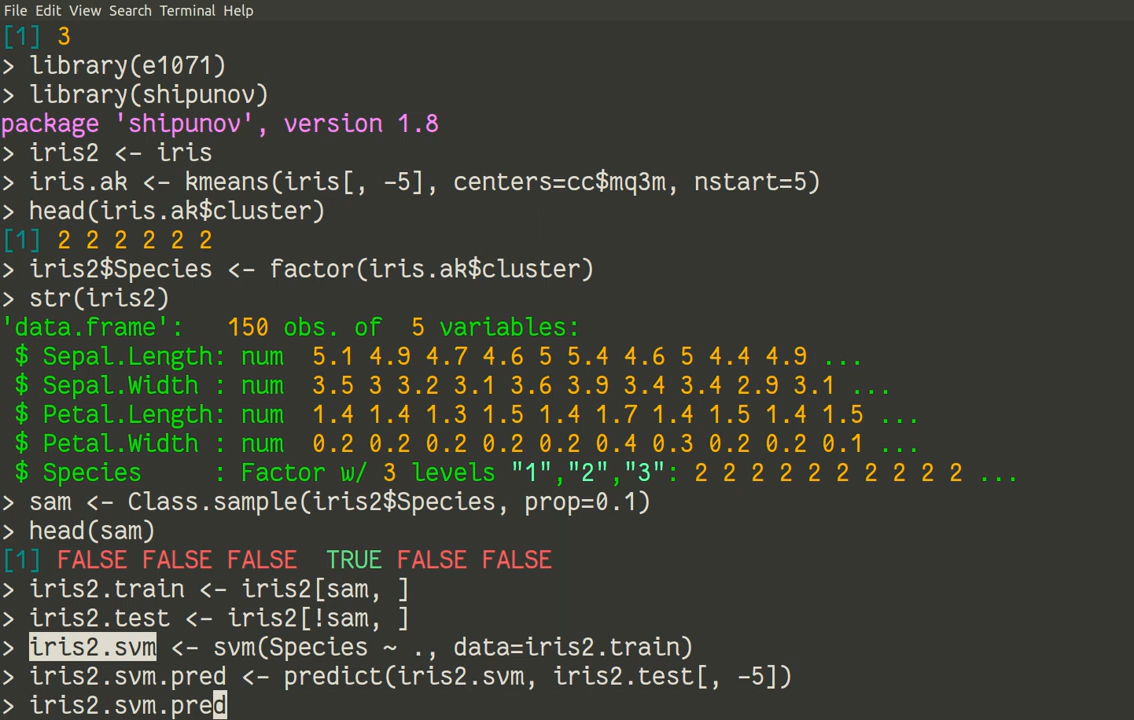 File Edit View Search Terminal Help
[1] 3
> library(e1071)
> library(shipunov)
package 'shipunov', version 1.8
> iris2 <- iris
> iris.ak <- kmeans(iris[, -5], centers=cc$mq3m, nstart=5)
> head(iris.ak$cluster)
[1] 2 2 2 2 2 2
> iris2$Species <- factor(iris.ak$cluster)
> str(iris2)
'data.frame':   150 obs. of  5 variables:
 $ Sepal.Length: num  5.1 4.9 4.7 4.6 5 5.4 4.6 5 4.4 4.9 ...
 $ Sepal.Width : num  3.5 3 3.2 3.1 3.6 3.9 3.4 3.4 2.9 3.1 ...
 $ Petal.Length: num  1.4 1.4 1.3 1.5 1.4 1.7 1.4 1.5 1.4 1.5 ...
 $ Petal.Width : num  0.2 0.2 0.2 0.2 0.2 0.4 0.3 0.2 0.2 0.1 ...
 $ Species     : Factor w/ 3 levels "1","2","3": 2 2 2 2 2 2 2 2 2 2 ...
> sam <- Class.sample(iris2$Species, prop=0.1)
> head(sam)
[1] FALSE FALSE FALSE  TRUE FALSE FALSE
> iris2.train <- iris2[sam, ]
> iris2.test <- iris2[!sam, ]
> iris2.svm <- svm(Species ~ ., data=iris2.train)
> iris2.svm.pred <- predict(iris2.svm, iris2.test[, -5])
> iris2.svm.pred